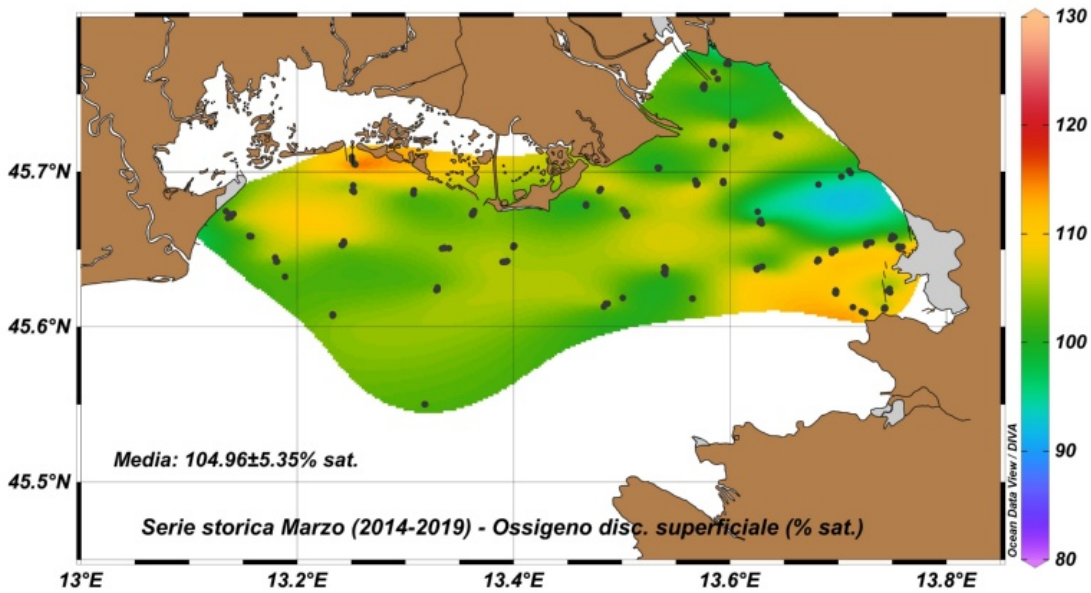 130
120
110
100
90
80
45.7°N
45.6°N
45.5°N
Media: 104.96±5.35% sat.
Serie storica Marzo (2014-2019) - Ossigeno disc. superficiale (% sat.)
13°E
13.2°E
13.4°E
13.6°E
13.8°E
Ocean Data View / DIVA